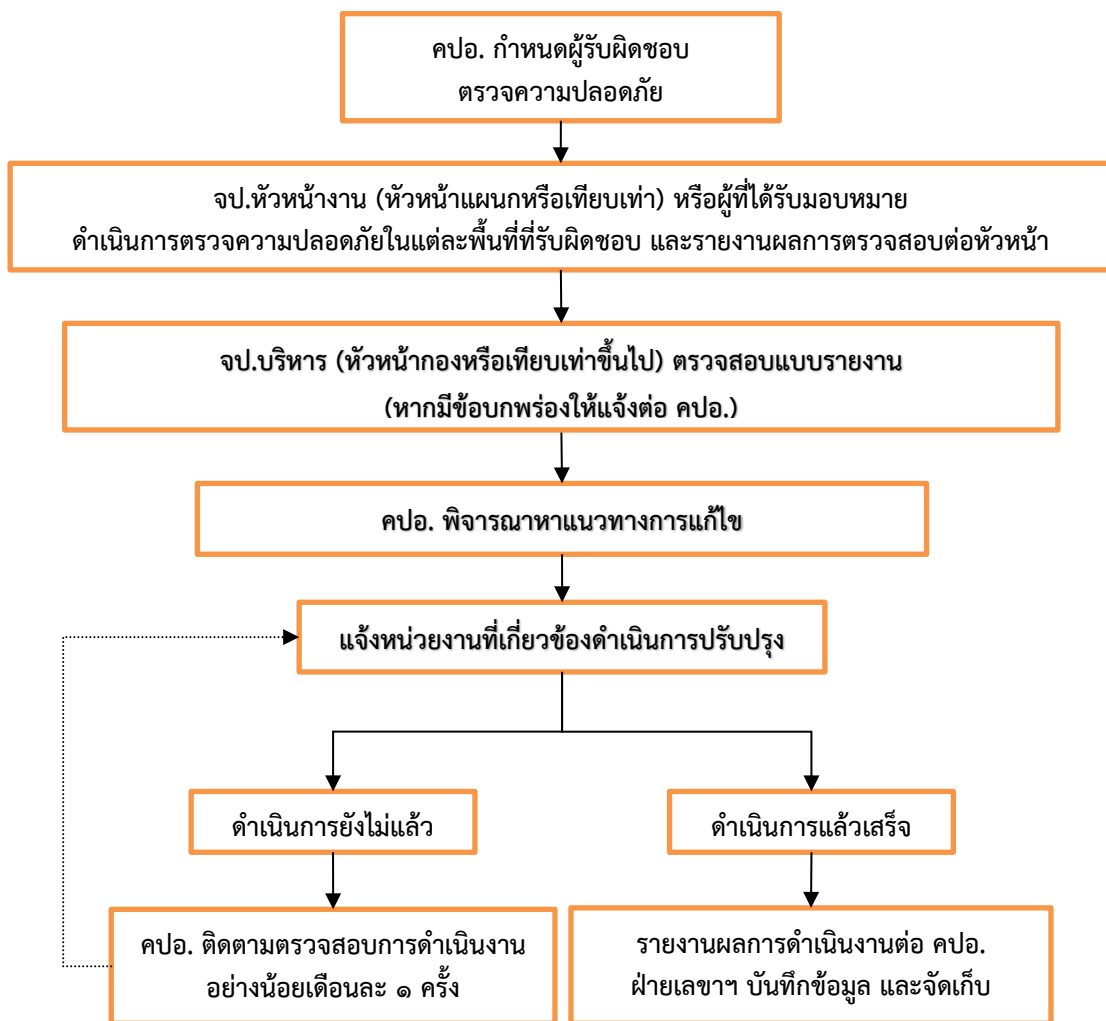 คปอ. กำหนดผู้รับผิดชอบ
ตรวจความปลอดภัย
จป.หัวหน้างาน (หัวหน้าแผนกหรือเทียบเท่า) หรือผู้ที่ได้รับมอบหมาย
ดำเนินการตรวจความปลอดภัยในแต่ละพื้นที่ที่รับผิดชอบ และรายงานผลการตรวจสอบต่อหัวหน้า
จป.บริหาร (หัวหน้ากองหรือเทียบเท่าขึ้นไป) ตรวจสอบแบบรายงาน
(หากมีข้อบกพร่องให้แจ้งต่อ คปอ.)
คปอ. พิจารณาหาแนวทางการแก้ไข
แจ้งหน่วยงานที่เกี่ยวข้องดำเนินการปรับปรุง
ดำเนินการยังไม่แล้ว
ดำเนินการแล้วเสร็จ
คปอ. ติดตามตรวจสอบการดำเนินงาน
อย่างน้อยเดือนละ ๑ ครั้ง
รายงานผลการดำเนินงานต่อ คปอ.
ฝ่ายเลขาฯ บันทึกข้อมูล และจัดเก็บ